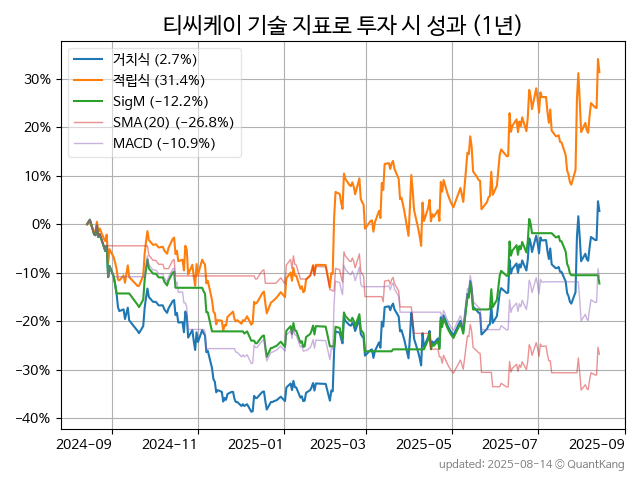 티씨케이 기술 지표로 투자 시 성과 (1년)
거치식 (2.7%)
적립식 (31.4%)
SigM (−12.2%)
SMA(20) (−26.8%)
MACD (−10.9%)
30%
20%
10%
0%
−10%
−20%
−30%
−40%
2024-09 2024-11 2025-01 2025-03 2025-05 2025-07 2025-09
updated: 2025-08-14 © QuantKang